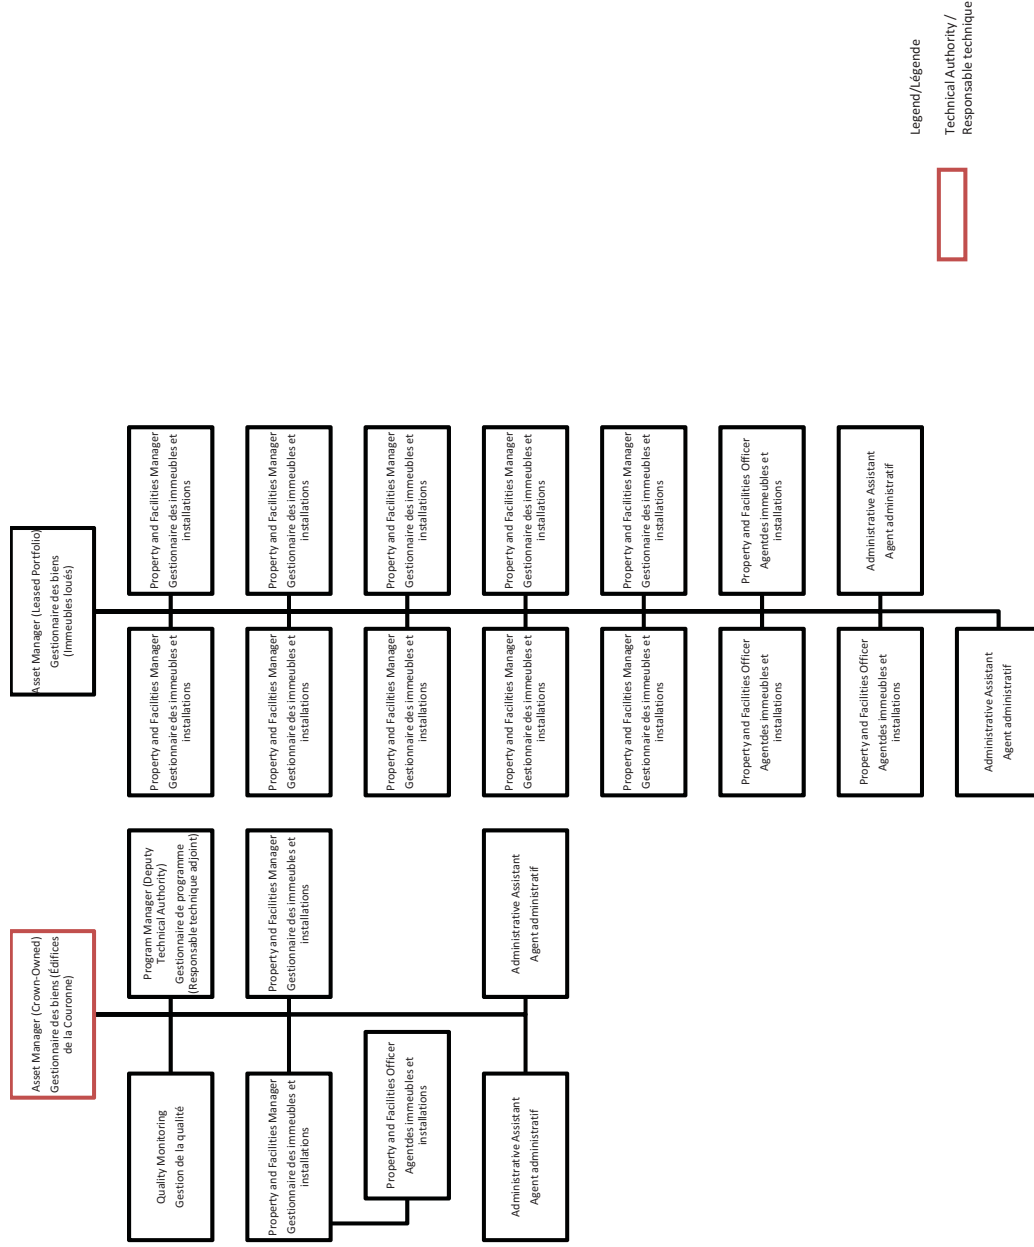 Asset Manager (Crown-Owned)
Gestionnaire des biens (Édifices
de la Couronne)
Quality Monitoring
Gestion de la qualité
Program Manager (Deputy
Technical Authority)
Gestionnaire de programme
(Responsable technique adjoint)
Property and Facilities Manager
Gestionnaire des immeubles et
installations
Property and Facilities Manager
Gestionnaire des immeubles et
installations
Property and Facilities Officer
Agentdes immeubles et
installations
Administrative Assistant
Agent administratif
Administrative Assistant
Agent administratif
Asset Manager (Leased Portfolio)
Gestionnaire des biens
(Immeubles loués)
Property and Facilities Manager
Gestionnaire des immeubles et
installations
Property and Facilities Manager
Gestionnaire des immeubles et
installations
Property and Facilities Manager
Gestionnaire des immeubles et
installations
Property and Facilities Manager
Gestionnaire des immeubles et
installations
Property and Facilities Manager
Gestionnaire des immeubles et
installations
Property and Facilities Manager
Gestionnaire des immeubles et
installations
Property and Facilities Manager
Gestionnaire des immeubles et
installations
Property and Facilities Manager
Gestionnaire des immeubles et
installations
Property and Facilities Manager
Gestionnaire des immeubles et
installations
Property and Facilities Manager
Gestionnaire des immeubles et
installations
Property and Facilities Officer
Agentdes immeubles et
installations
Property and Facilities Officer
Agentdes immeubles et
installations
Property and Facilities Officer
Agentdes immeubles et
installations
Administrative Assistant
Agent administratif
Administrative Assistant
Agent administratif
Legend/Légende
Technical Authority /
Responsable technique